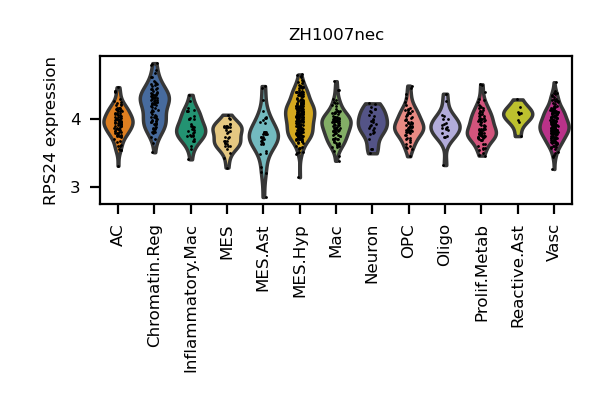 ZH1007nec
RPS24 expression
4
3
AC
Chromatin.Reg
Inflammatory.Mac
MES
MES.Ast
MES.Hyp
Mac
Neuron
OPC
Oligo
Prolif.Metab
Reactive.Ast
Vasc